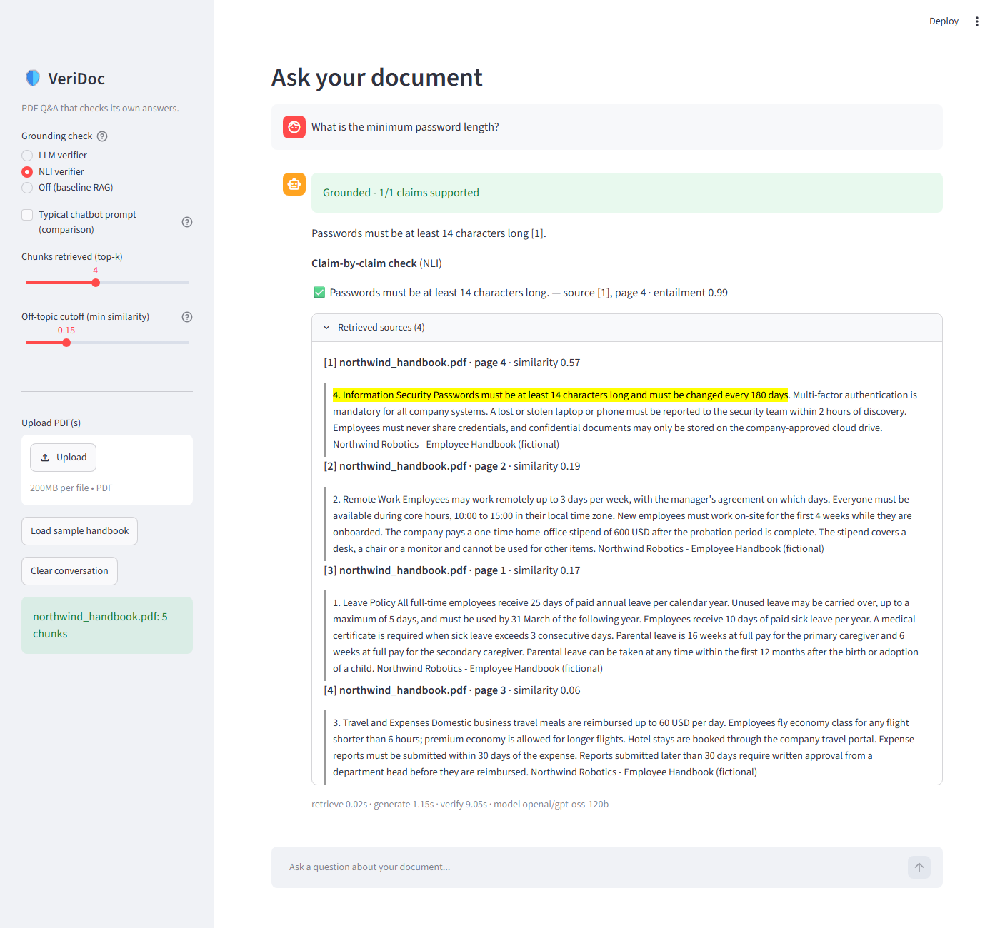 Deploy
VeriDoc
PDF Q&A that checks its own answers.
Grounding check
LLM verifier
NLI verifier
Off (baseline RAG)
Typical chatbot prompt
(comparison)
Chunks retrieved (top-k)
4
Off-topic cutoff (min similarity)
0.15
Upload PDF(s)
Upload
200MB per file • PDF
Load sample handbook
Clear conversation
northwind_handbook.pdf: 5
chunks
Ask your document
What is the minimum password length?
Grounded - 1/1 claims supported
Passwords must be at least 14 characters long [1].
Claim-by-claim check (NLI)
Passwords must be at least 14 characters long. — source [1], page 4 · entailment 0.99
Retrieved sources (4)
[1] northwind_handbook.pdf · page 4 · similarity 0.57
4. Information Security Passwords must be at least 14 characters long and must be changed every 180 days. Multi-factor authentication is
mandatory for all company systems. A lost or stolen laptop or phone must be reported to the security team within 2 hours of discovery.
Employees must never share credentials, and confidential documents may only be stored on the company-approved cloud drive.
Northwind Robotics - Employee Handbook (fictional)
[2] northwind_handbook.pdf · page 2 · similarity 0.19
2. Remote Work Employees may work remotely up to 3 days per week, with the manager's agreement on which days. Everyone must be
available during core hours, 10:00 to 15:00 in their local time zone. New employees must work on-site for the first 4 weeks while they are
onboarded. The company pays a one-time home-office stipend of 600 USD after the probation period is complete. The stipend covers a
desk, a chair or a monitor and cannot be used for other items. Northwind Robotics - Employee Handbook (fictional)
[3] northwind_handbook.pdf · page 1 · similarity 0.17
1. Leave Policy All full-time employees receive 25 days of paid annual leave per calendar year. Unused leave may be carried over, up to a
maximum of 5 days, and must be used by 31 March of the following year. Employees receive 10 days of paid sick leave per year. A medical
certificate is required when sick leave exceeds 3 consecutive days. Parental leave is 16 weeks at full pay for the primary caregiver and 6
weeks at full pay for the secondary caregiver. Parental leave can be taken at any time within the first 12 months after the birth or adoption
of a child. Northwind Robotics - Employee Handbook (fictional)
[4] northwind_handbook.pdf · page 3 · similarity 0.06
3. Travel and Expenses Domestic business travel meals are reimbursed up to 60 USD per day. Employees fly economy class for any flight
shorter than 6 hours; premium economy is allowed for longer flights. Hotel stays are booked through the company travel portal. Expense
reports must be submitted within 30 days of the expense. Reports submitted later than 30 days require written approval from a
department head before they are reimbursed. Northwind Robotics - Employee Handbook (fictional)
retrieve 0.02s · generate 1.15s · verify 9.05s · model openai/gpt-oss-120b
Ask a question about your document...